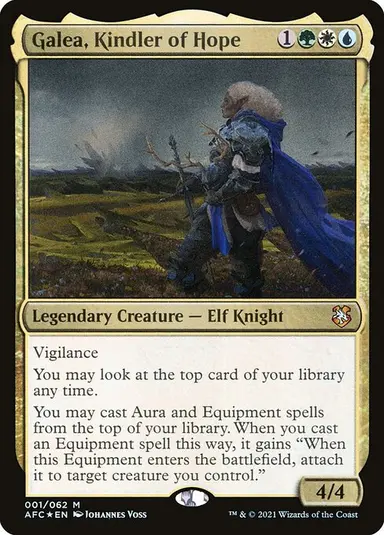 Galea, Kindler of Hope 1
Legendary Creature — Elf Knight
Vigilance
You may look at the top card of your library
any time.
You may cast Aura and Equipment spells
from the top of your library. When you cast
an Equipment spell this way, it gains “When
this Equipment enters the battlefield, attach
it to target creature you control.”
4/4
001/062 M
AFC★EN Johannes Voss
™ & © 2021 Wizards of the Coast